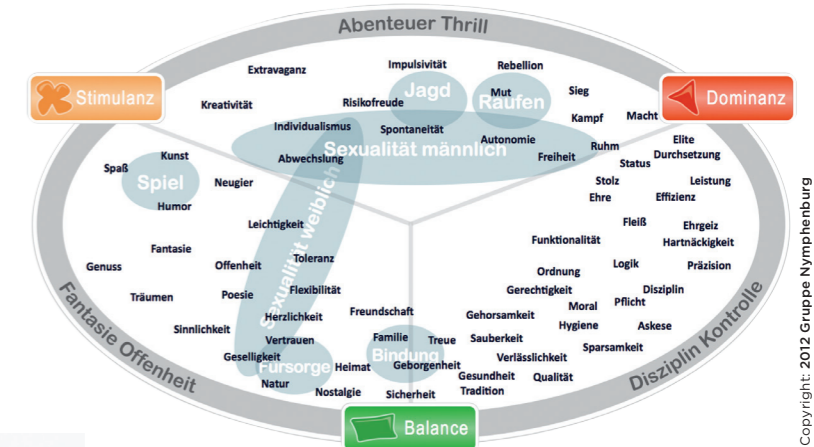 Abenteuer Thrill
Extravaganz
Impulsivität
Rebellion
Stimulanz
Kreativität
Risikofreude
Jagd
Mut
Raufen
Sieg
Dominanz
Individualismus
Spontaneität
Kampf
Macht
Sexualität männlich
Autonomie
Abwechslung
Freiheit
Ruhm
Elite
Durchsetzung
Status
Kunst
Spaß
Spiel
Neugier
Humor
Stolz
Leistung
Ehre
Effizienz
Leichtigkeit
Sexualität weiblich
Fleiß
Ehrgeiz
Hartnäckigkeit
Funktionalität
Fantasie
Genuss
Offenheit
Toleranz
Ordnung
Logik
Präzision
Träumen
Poesie
Flexibilität
Gerechtigkeit
Disziplin
Moral
Pflicht
Herzlichkeit
Freundschaft
Gehorsamkeit
Hygiene
Askese
Sinnlichkeit
Vertrauen
Familie
Treue
Sauberkeit
Sparsamkeit
Geselligkeit
Fürsorge
Heimat
Bindung
Geborgenheit
Verlässlichkeit
Natur
Nostalgie
Sicherheit
Gesundheit
Qualität
Tradition
Fantasie Offenheit
Disziplin Kontrolle
Balance
Copyright: 2012 Gruppe Nymphenburg